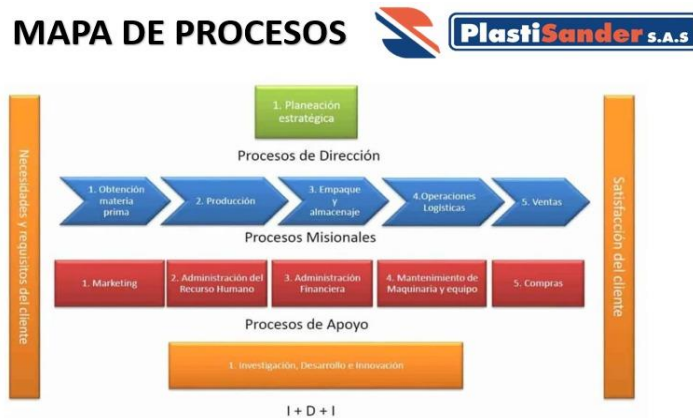 MAPA DE PROCESOS
PlastiSander S.A.S
Necesidades y requisitos del cliente
1. Planeación
estratégica
Procesos de Dirección
1. Obtención
materia
prima
2. Producción
3. Empaque
y
almacenaje
4.Operaciones
Logísticas
5. Ventas
Procesos Misionales
1. Marketing
2. Administración del
Recurso Humano
3. Administración
Financiera
4. Mantenimiento de
Maquinaria y equipo
5. Compras
Procesos de Apoyo
1. Investigación, Desarrollo e Innovación
I + D + I
Satisfacción del cliente